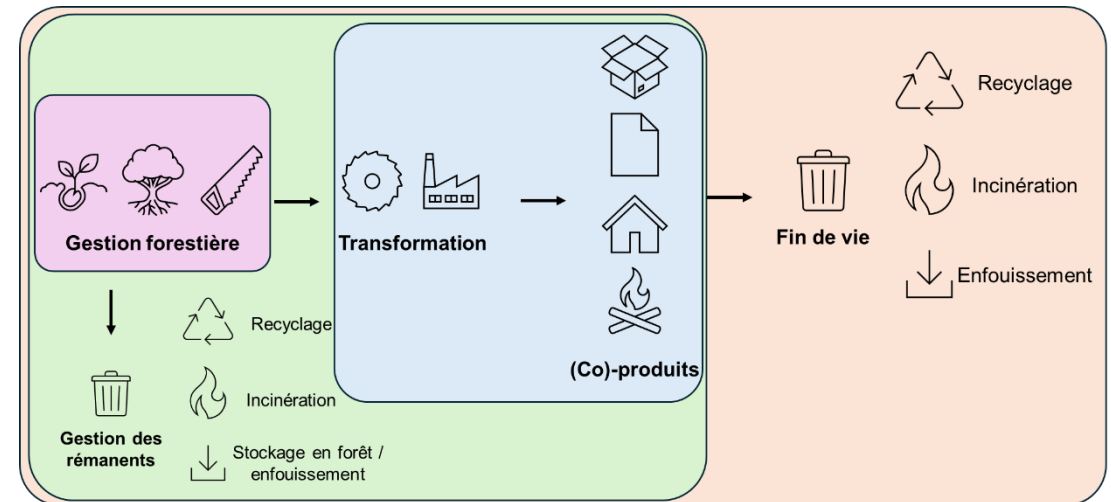 Gestion forestière
Transformation
(Co)-produits
Fin de vie
Recyclage
Incinération
Enfouissement
Gestion des
rémanents
Recyclage
Incinération
Stockage en forêt /
enfouissement